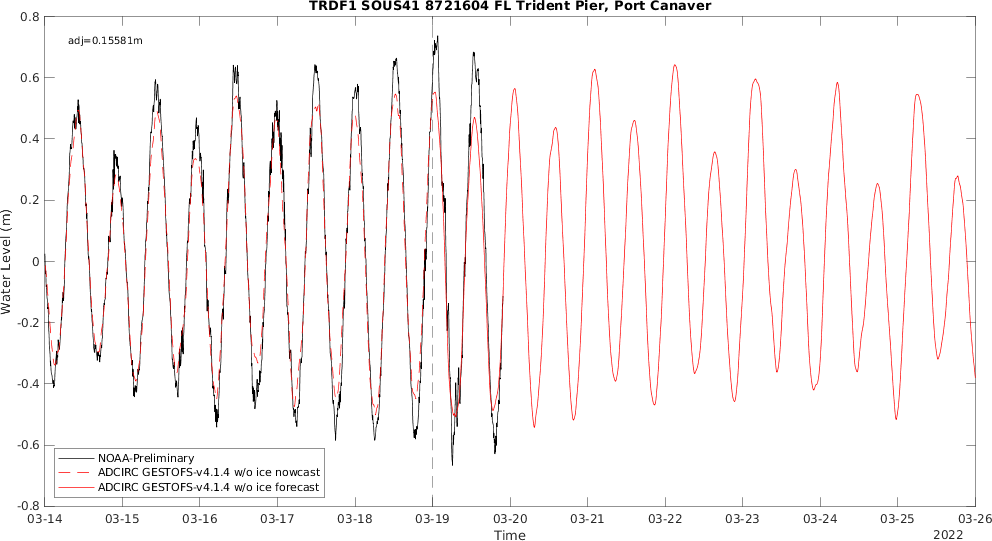 TRDF1 SOUS41 8721604 FL Trident Pier, Port Canaver
adj=0.15581m
0.8
0.6
0.4
0.2
0
-0.2
-0.4
-0.6
-0.8
Water Level (m)
NOAA-Preliminary
ADCIRC GESTOFS-v4.1.4 w/o ice nowcast
ADCIRC GESTOFS-v4.1.4 w/o ice forecast
03-14 03-15 03-16 03-17 03-18 03-19 03-20 03-21 03-22 03-23 03-24 03-25 03-26
Time
2022